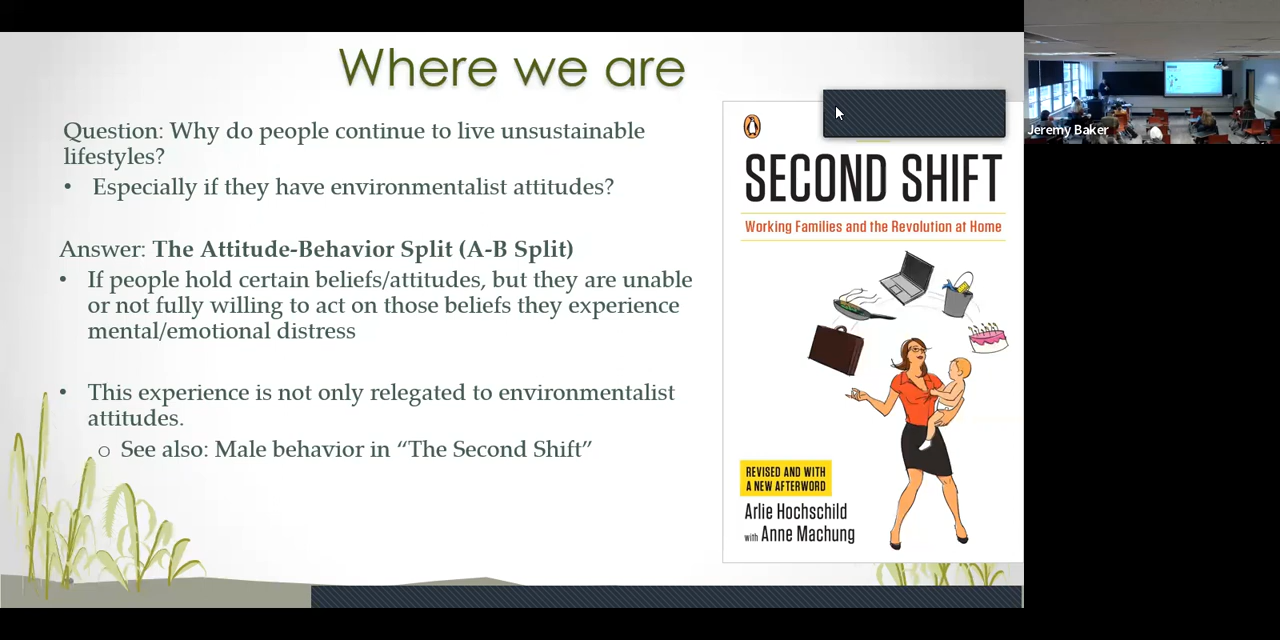 Where we are
Question: Why do people continue to live unsustainable
lifestyles?
• Especially if they have environmentalist attitudes?
Answer: The Attitude-Behavior Split (A-B Split)
• If people hold certain beliefs/attitudes, but they are unable
or not fully willing to act on those beliefs they experience
mental/emotional distress
• This experience is not only relegated to environmentalist
attitudes.
o See also: Male behavior in “The Second Shift”
SECOND SHIFT
Working Families and the Revolution at Home
REVISED AND WITH
A NEW AFTERWORD
Arlie Hochschild
with Anne Machung
Jeremy Baker